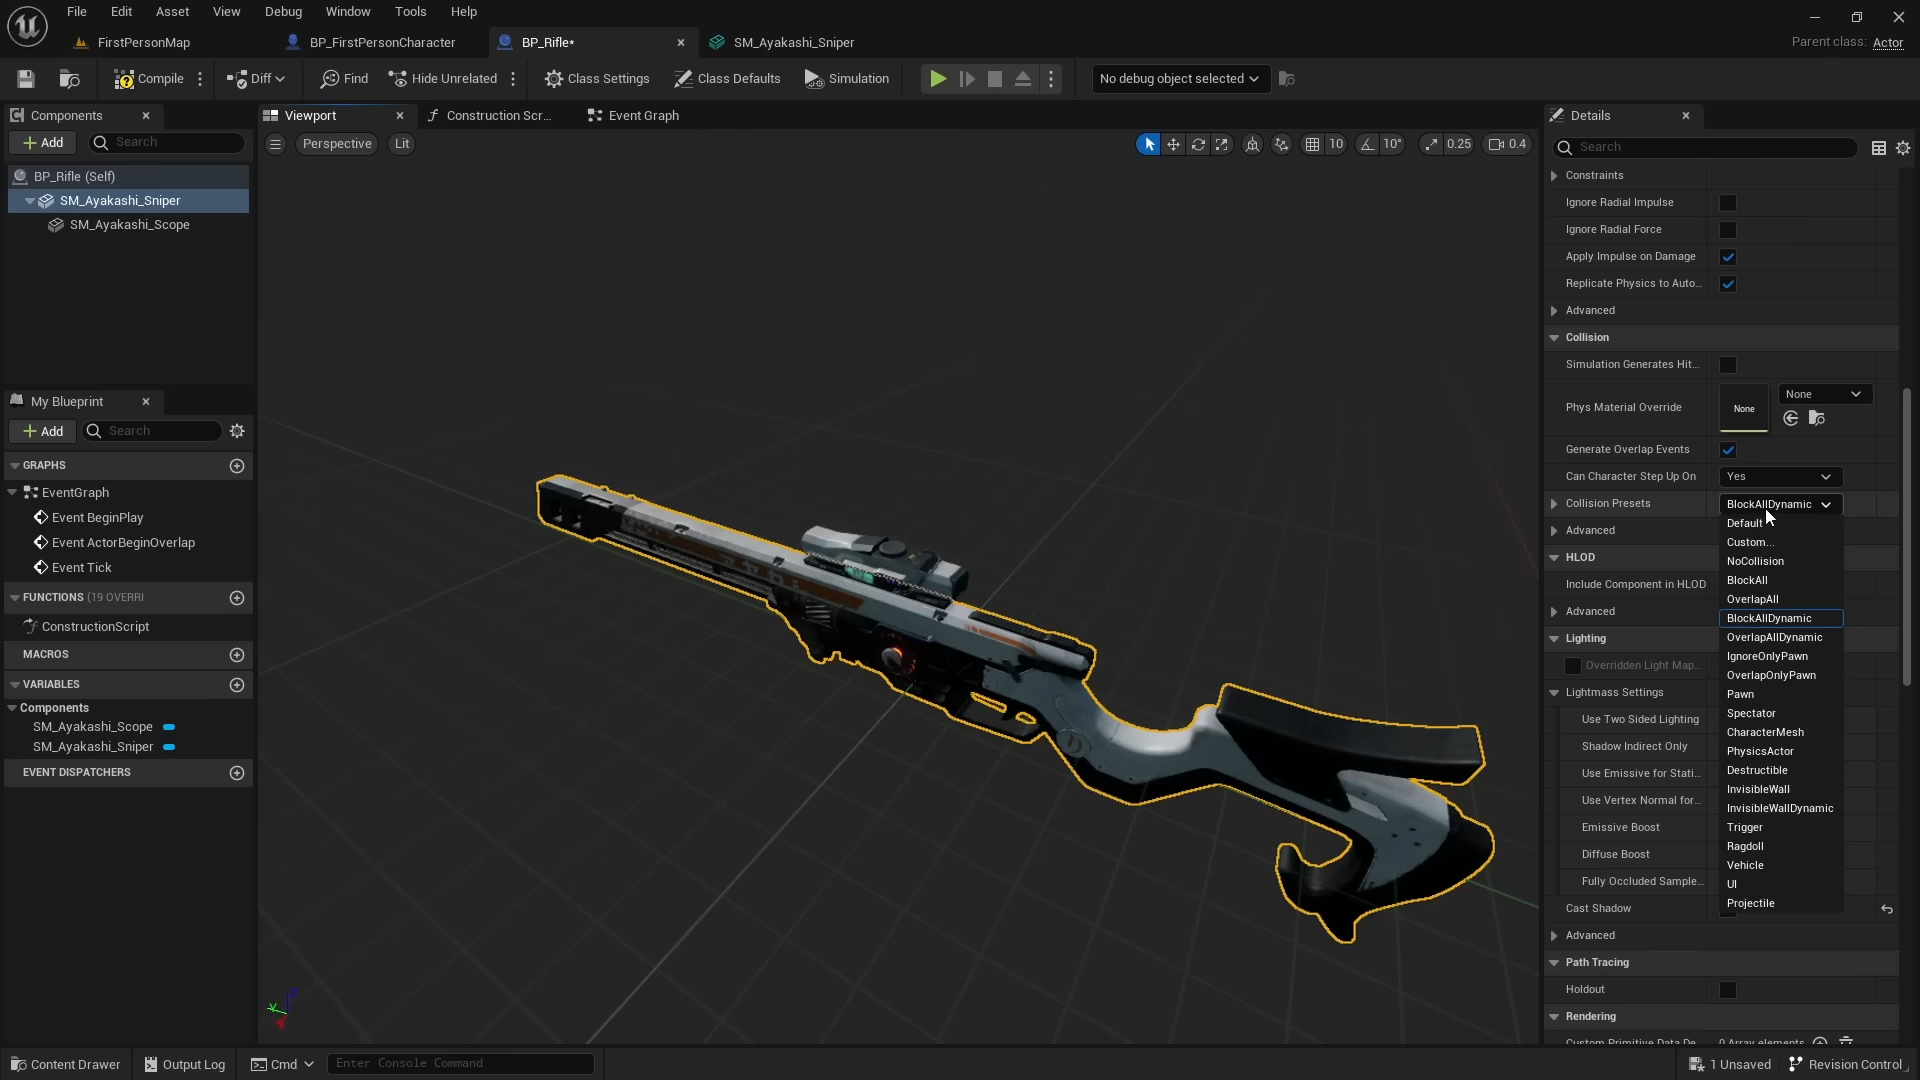 File Edit Asset View Debug Window Tools Help
FirstPersonMap BP_FirstPersonCharacter BP_Rifle* SM_Ayakashi_Sniper
Parent class: Actor
Compile Diff Find Hide Unrelated Class Settings Class Defaults Simulation No debug object selected
Components
Add Search
BP_Rifle (Self)
SM_Ayakashi_Sniper
SM_Ayakashi_Scope
My Blueprint
Add Search
GRAPHS
EventGraph
Event BeginPlay
Event ActorBeginOverlap
Event Tick
FUNCTIONS (19 OVERRI
ConstructionScript
MACROS
VARIABLES
Components
SM_Ayakashi_Scope
SM_Ayakashi_Sniper
EVENT DISPATCHERS
Viewport Construction Scr... Event Graph
Perspective Lit 10 10° 0.25 0.4
Details
Search
Constraints
Ignore Radial Impulse
Ignore Radial Force
Apply Impulse on Damage
Replicate Physics to Auto...
Advanced
Collision
Simulation Generates Hit...
Phys Material Override None None
Generate Overlap Events
Can Character Step Up On Yes
Collision Presets BlockAllDynamic
Advanced
HLOD
Include Component in HLOD
Advanced
Lighting
Overridden Light Map...
Lightmass Settings
Use Two Sided Lighting
Shadow Indirect Only
Use Emissive for Stati...
Use Vertex Normal for...
Emissive Boost
Diffuse Boost
Fully Occluded Sample...
Cast Shadow
Advanced
Path Tracing
Holdout
Rendering
Custom Primitive Data De... 0 Array elements
Default
Custom...
NoCollision
BlockAll
OverlapAll
BlockAllDynamic
OverlapAllDynamic
IgnoreOnlyPawn
OverlapOnlyPawn
Pawn
Spectator
CharacterMesh
PhysicsActor
Destructible
InvisibleWall
InvisibleWallDynamic
Trigger
Ragdoll
Vehicle
UI
Projectile
Content Drawer Output Log Cmd Enter Console Command 1 Unsaved Revision Control